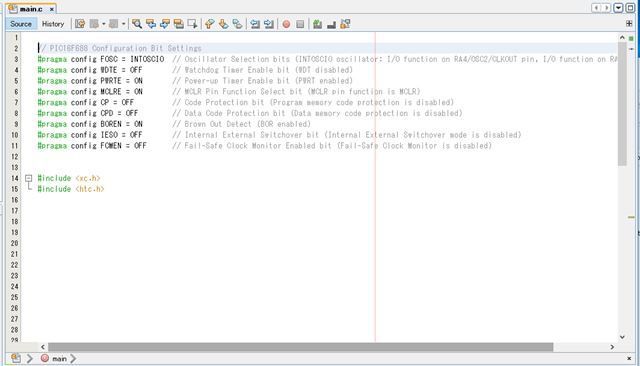 main.c
Source History
1
2 // PIC16F688 Configuration Bit Settings
3 #pragma config FOSC = INTOSCIO // Oscillator Selection bits (INTOSCIO oscillator: I/O function on RA4/OSC2/CLKOUT pin, I/O function on RA
4 #pragma config WDTE = OFF // Watchdog Timer Enable bit (WDT disabled)
5 #pragma config PWRTE = ON // Power-up Timer Enable bit (PWRT enabled)
6 #pragma config MCLRE = ON // MCLR Pin Function Select bit (MCLR pin function is MCLR)
7 #pragma config CP = OFF // Code Protection bit (Program memory code protection is disabled)
8 #pragma config CPD = OFF // Data Code Protection bit (Data memory code protection is disabled)
9 #pragma config BOREN = ON // Brown Out Detect (BOR enabled)
10 #pragma config IESO = OFF // Internal External Switchover bit (Internal External Switchover mode is disabled)
11 #pragma config FCMEN = OFF // Fail-Safe Clock Monitor Enabled bit (Fail-Safe Clock Monitor is disabled)
12
13
14 #include <xc.h>
15 #include <htc.h>
16
17
18
19
20
21
22
23
24
25
26
27
28
29
main